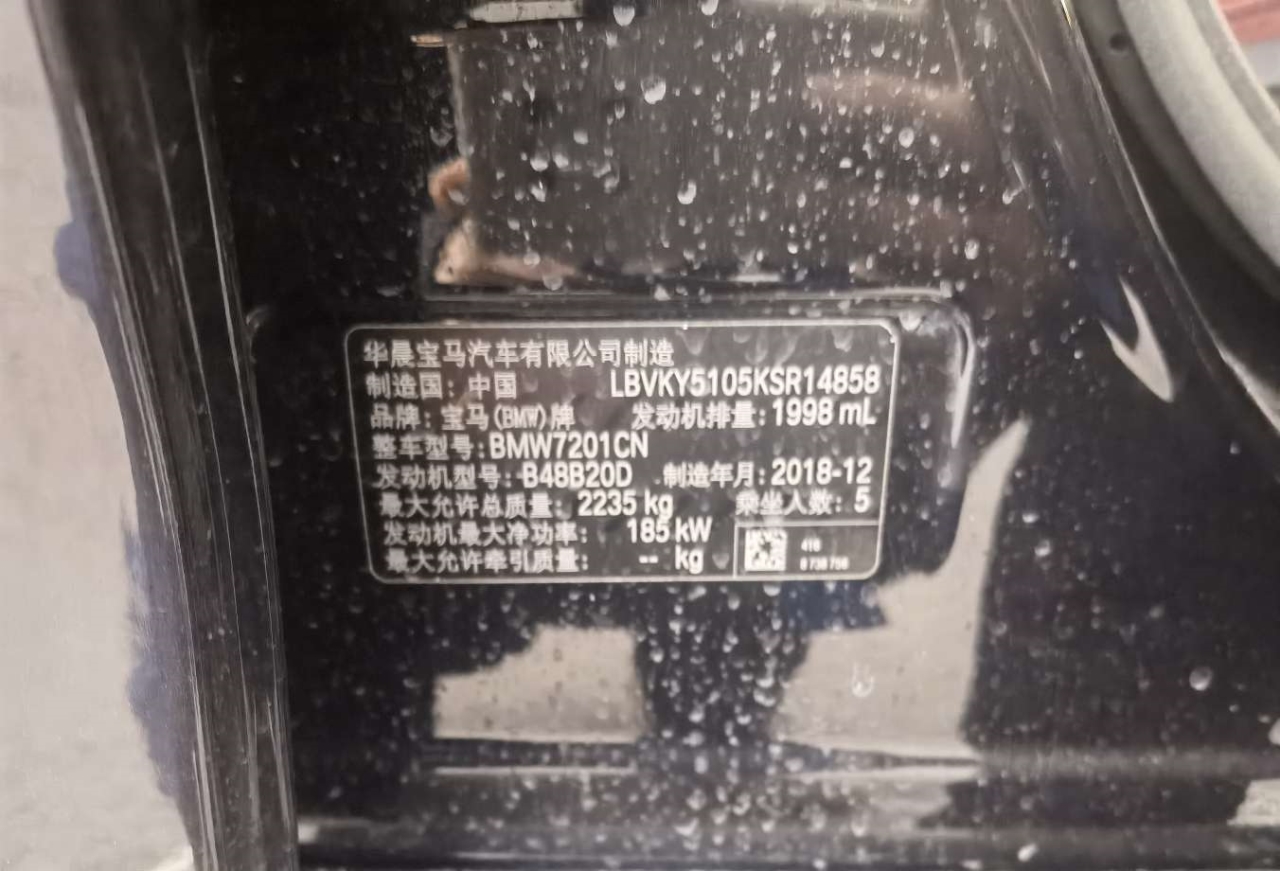 华晨宝马汽车有限公司制造
制造国：中国 LBVKY5105KSR14858
品牌：宝马(BMW)牌 发动机排量：1998 mL
整车型号：BMW7201CN
发动机型号：B48B20D 制造年月：2018-12
最大允许总质量：2235 kg 乘坐人数：5
发动机最大净功率：185 kW
最大允许牵引质量：-- kg